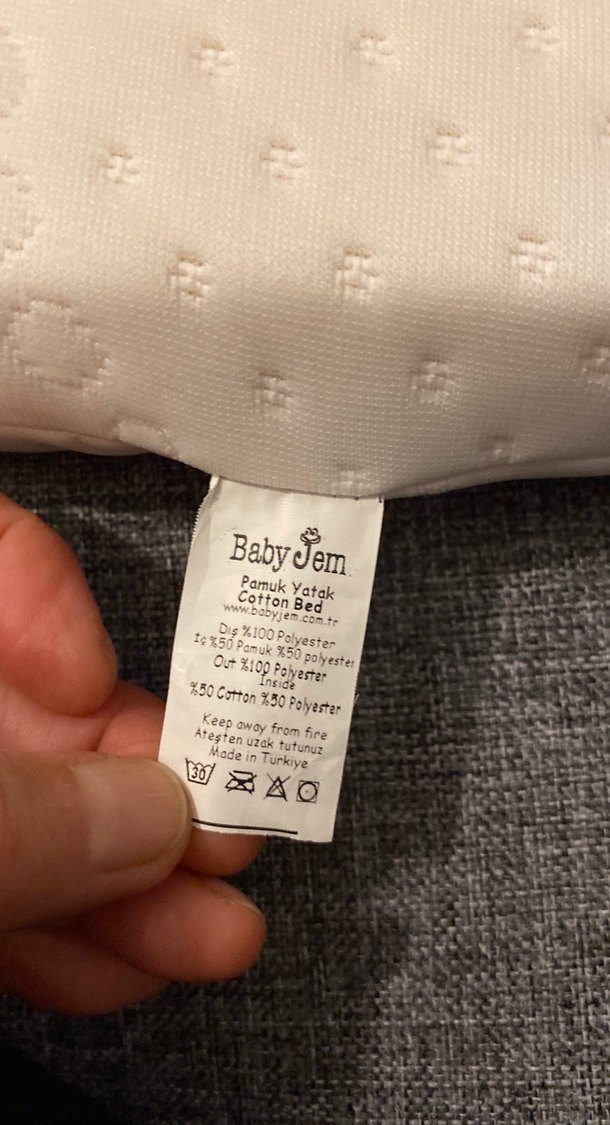 Baby Jem
Pamuk Yatak
Cotton Bed
www.babyjem.com.tr
Dış %100 Polyester
İç %50 Pamuk %50 polyester
Out %100 Polyester
Inside
%50 Cotton %50 Polyester
Keep away from fire
Ateşten uzak tutunuz
Made in Turkiye
30